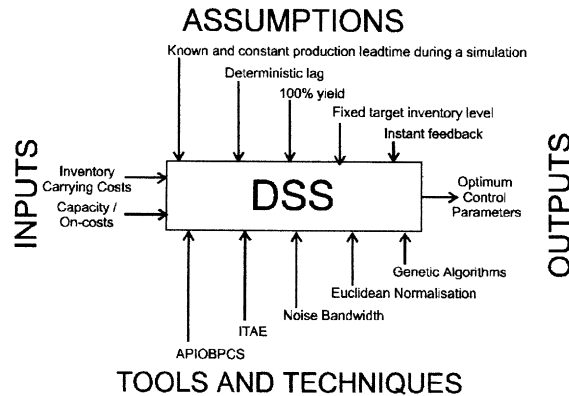 ASSUMPTIONS
Known and constant production leadtime during a simulation
Deterministic lag
100% yield
Fixed target inventory level
Instant feedback
INPUTS
Inventory
Carrying Costs
Capacity /
On-costs
DSS
Optimum
Control
Parameters
OUTPUTS
Genetic Algorithms
Euclidean Normalisation
Noise Bandwidth
ITAE
APIOBPCS
TOOLS AND TECHNIQUES